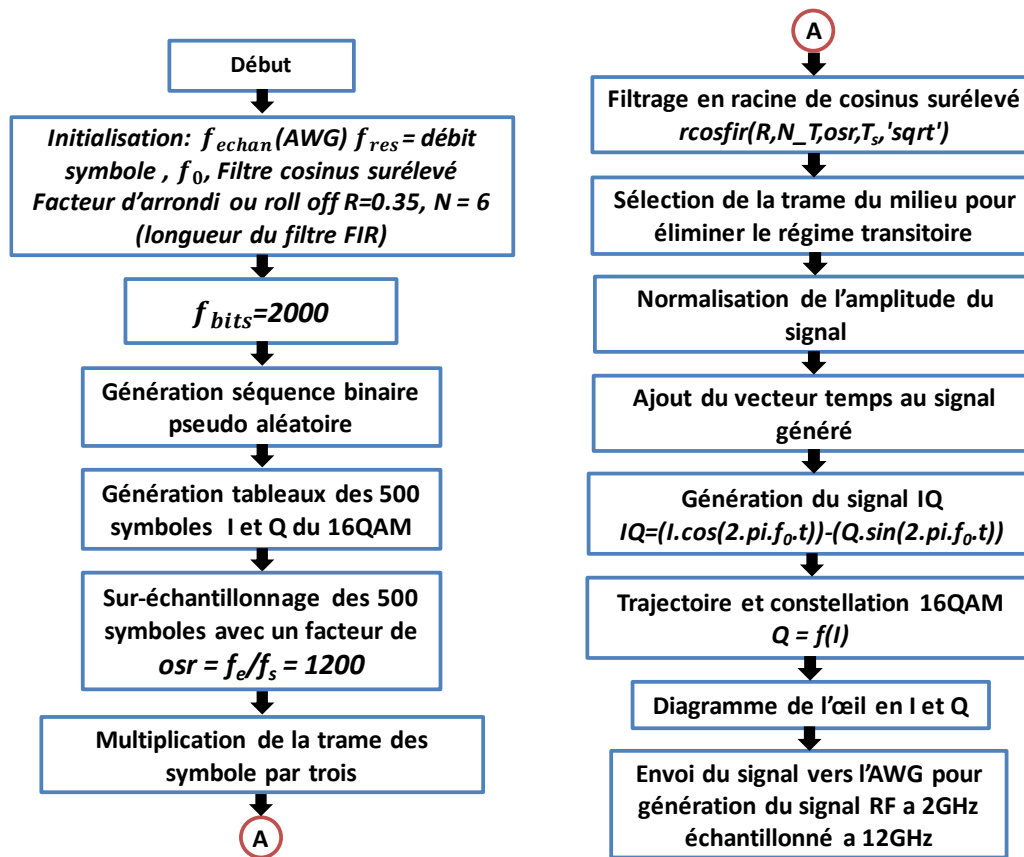 Début
Initialisation: f_echan(AWG) f_res = débit
symbole , f_0, Filtre cosinus surélevé
Facteur d'arrondi ou roll off R=0.35, N = 6
(longueur du filtre FIR)
f_bits=2000
Génération séquence binaire
pseudo aléatoire
Génération tableaux des 500
symboles I et Q du 16QAM
Sur-échantillonnage des 500
symboles avec un facteur de
osr = f_e/f_s = 1200
Multiplication de la trame des
symbole par trois
A
A
Filtrage en racine de cosinus surélevé
rcosfir(R,N_T,osr,T_s,'sqrt')
Sélection de la trame du milieu pour
éliminer le régime transitoire
Normalisation de l'amplitude du
signal
Ajout du vecteur temps au signal
généré
Génération du signal IQ
IQ=(I.cos(2.pi.f_0.t))-(Q.sin(2.pi.f_0.t))
Trajectoire et constellation 16QAM
Q = f(I)
Diagramme de l'œil en I et Q
Envoi du signal vers l'AWG pour
génération du signal RF a 2GHz
échantillonné a 12GHz